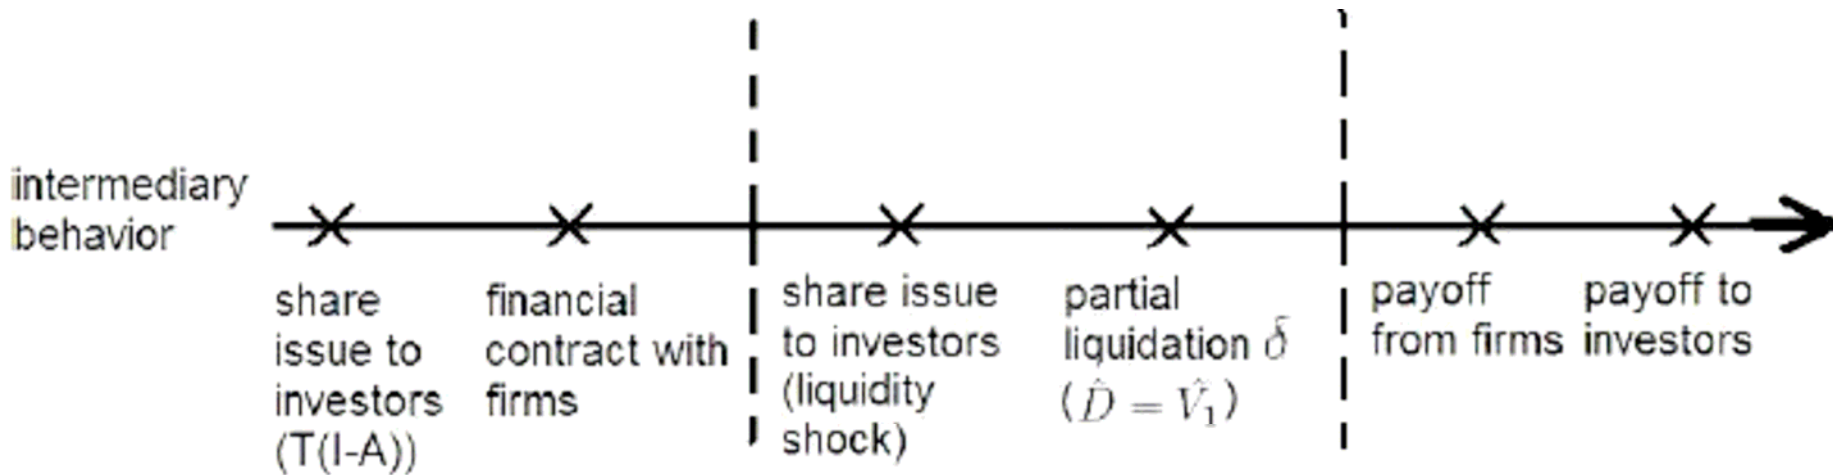 intermediary
behavior
share
issue to
investors
(T(I-A))
financial
contract with
firms
share issue
to investors
(liquidity
shock)
partial
liquidation δ̄
(D̂ = V̂₁)
payoff
from firms
payoff to
investors